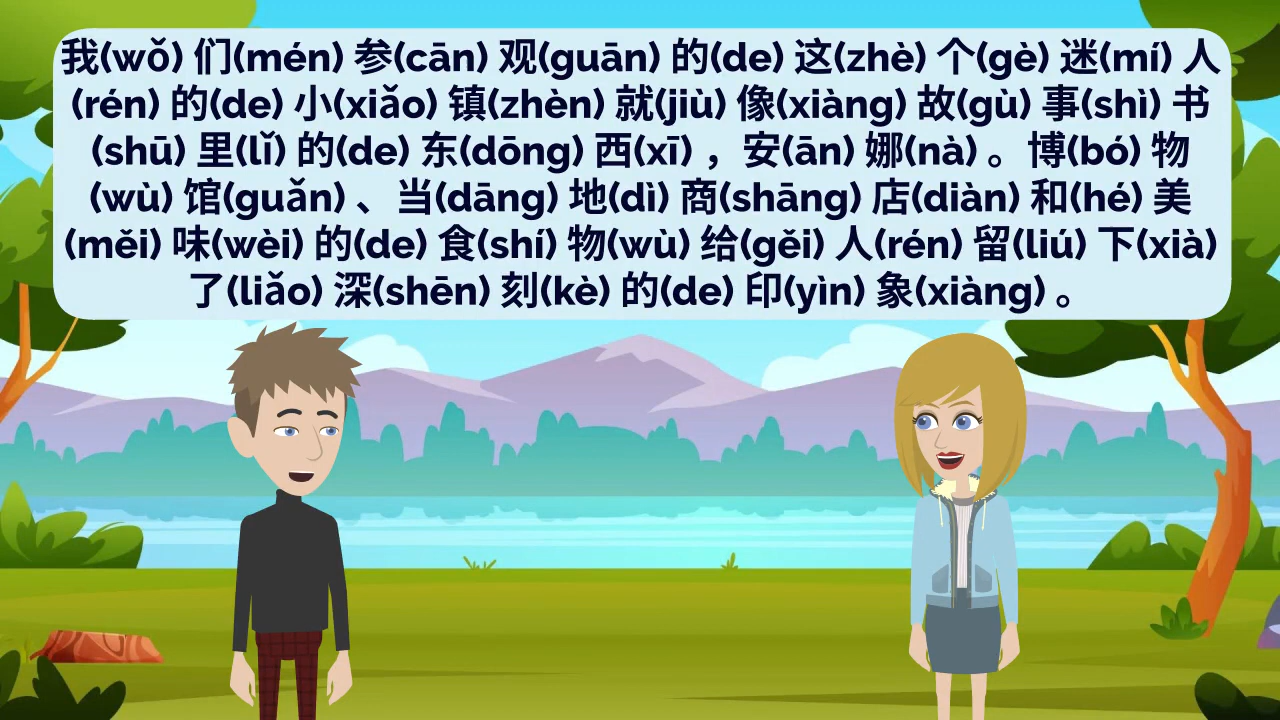 我(wǒ) 们(mén) 参(cān) 观(guān) 的(de) 这(zhè) 个(gè) 迷(mí) 人
(rén) 的(de) 小(xiǎo) 镇(zhèn) 就(jiù) 像(xiàng) 故(gù) 事(shì) 书
(shū) 里(lǐ) 的(de) 东(dōng) 西(xī) ，安(ān) 娜(nà) 。博(bó) 物
(wù) 馆(guǎn) 、当(dāng) 地(dì) 商(shāng) 店(diàn) 和(hé) 美
(měi) 味(wèi) 的(de) 食(shí) 物(wù) 给(gěi) 人(rén) 留(liú) 下(xià)
了(liǎo) 深(shēn) 刻(kè) 的(de) 印(yìn) 象(xiàng) 。